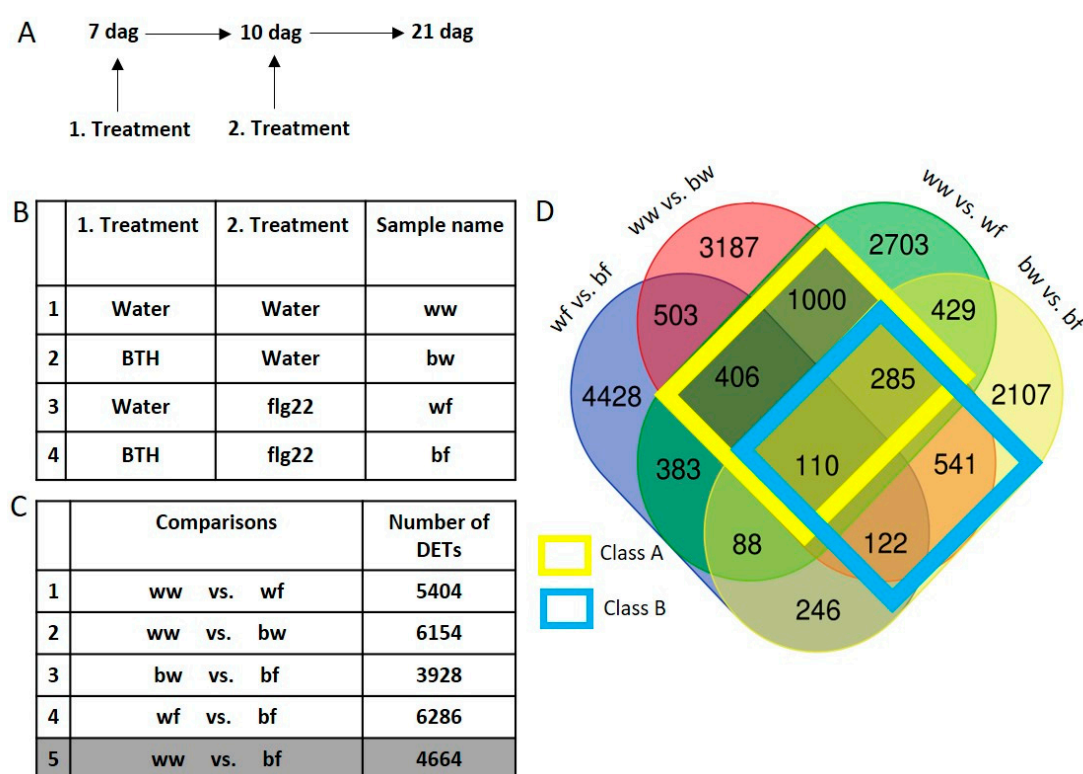 A
7 dag 10 dag 21 dag
1. Treatment 2. Treatment
B
1. Treatment 2. Treatment Sample name
1 Water Water ww
2 BTH Water bw
3 Water flg22 wf
4 BTH flg22 bf
C
Comparisons Number of
DETs
1 ww vs. wf 5404
2 ww vs. bw 6154
3 bw vs. bf 3928
4 wf vs. bf 6286
5 ww vs. bf 4664
D
wf vs. bf
ww vs. bw
ww vs. wf
bw vs. bf
3187 2703
503 1000 429
4428 406 285 2107
383 110 541
88 122
246
Class A
Class B